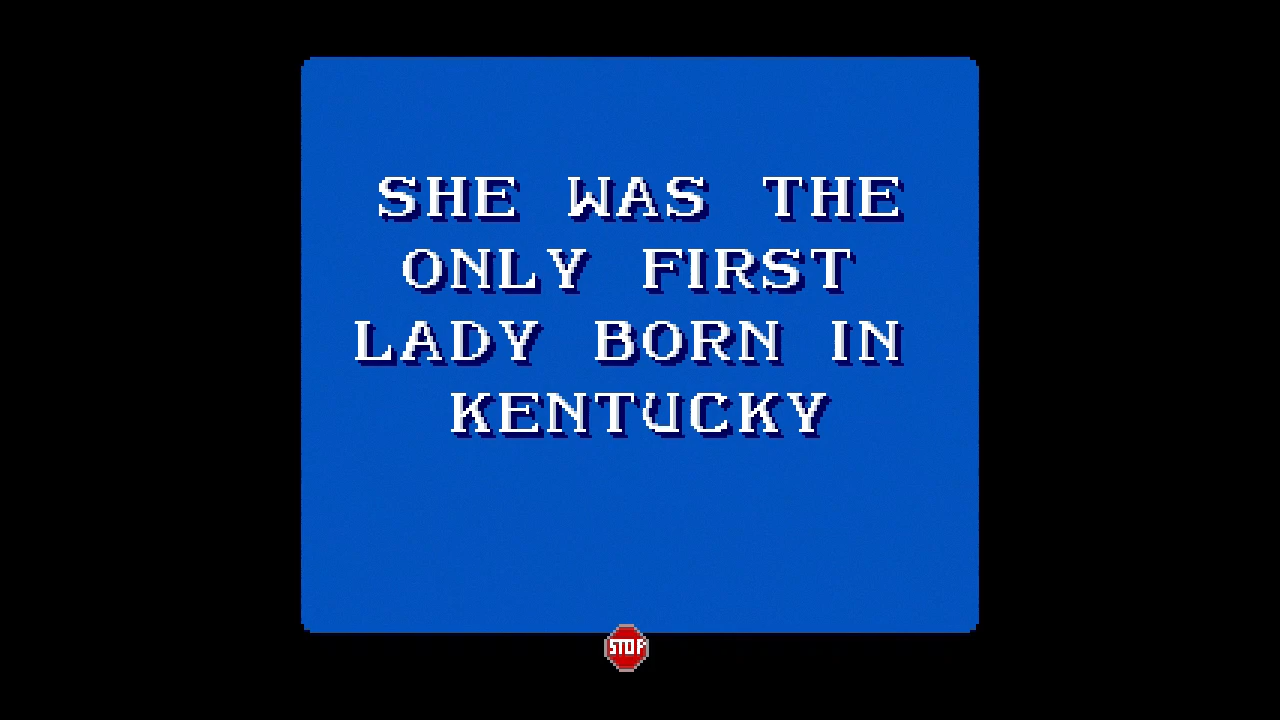 SHE WAS THE
ONLY FIRST
LADY BORN IN
KENTUCKY
STOP